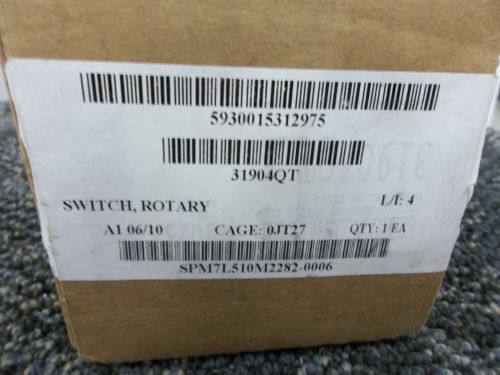 5930015312975
31904QT
SWITCH, ROTARY L/I: 4
A1 06/10 CAGE: 0JT27 QTY: 1 EA
SPM7L510M2282-0006